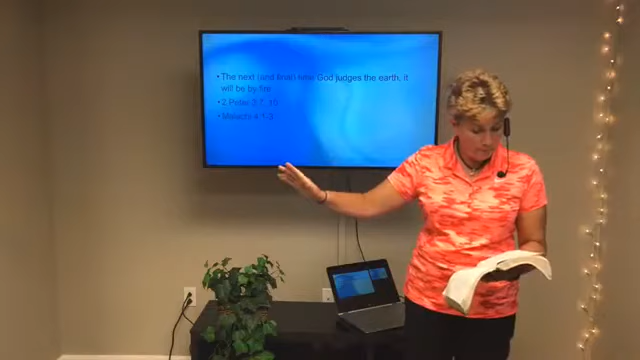 • The next (and final) time God judges the earth, it
will be by fire
• 2 Peter 3:7, 10
• Malachi 4:1-3